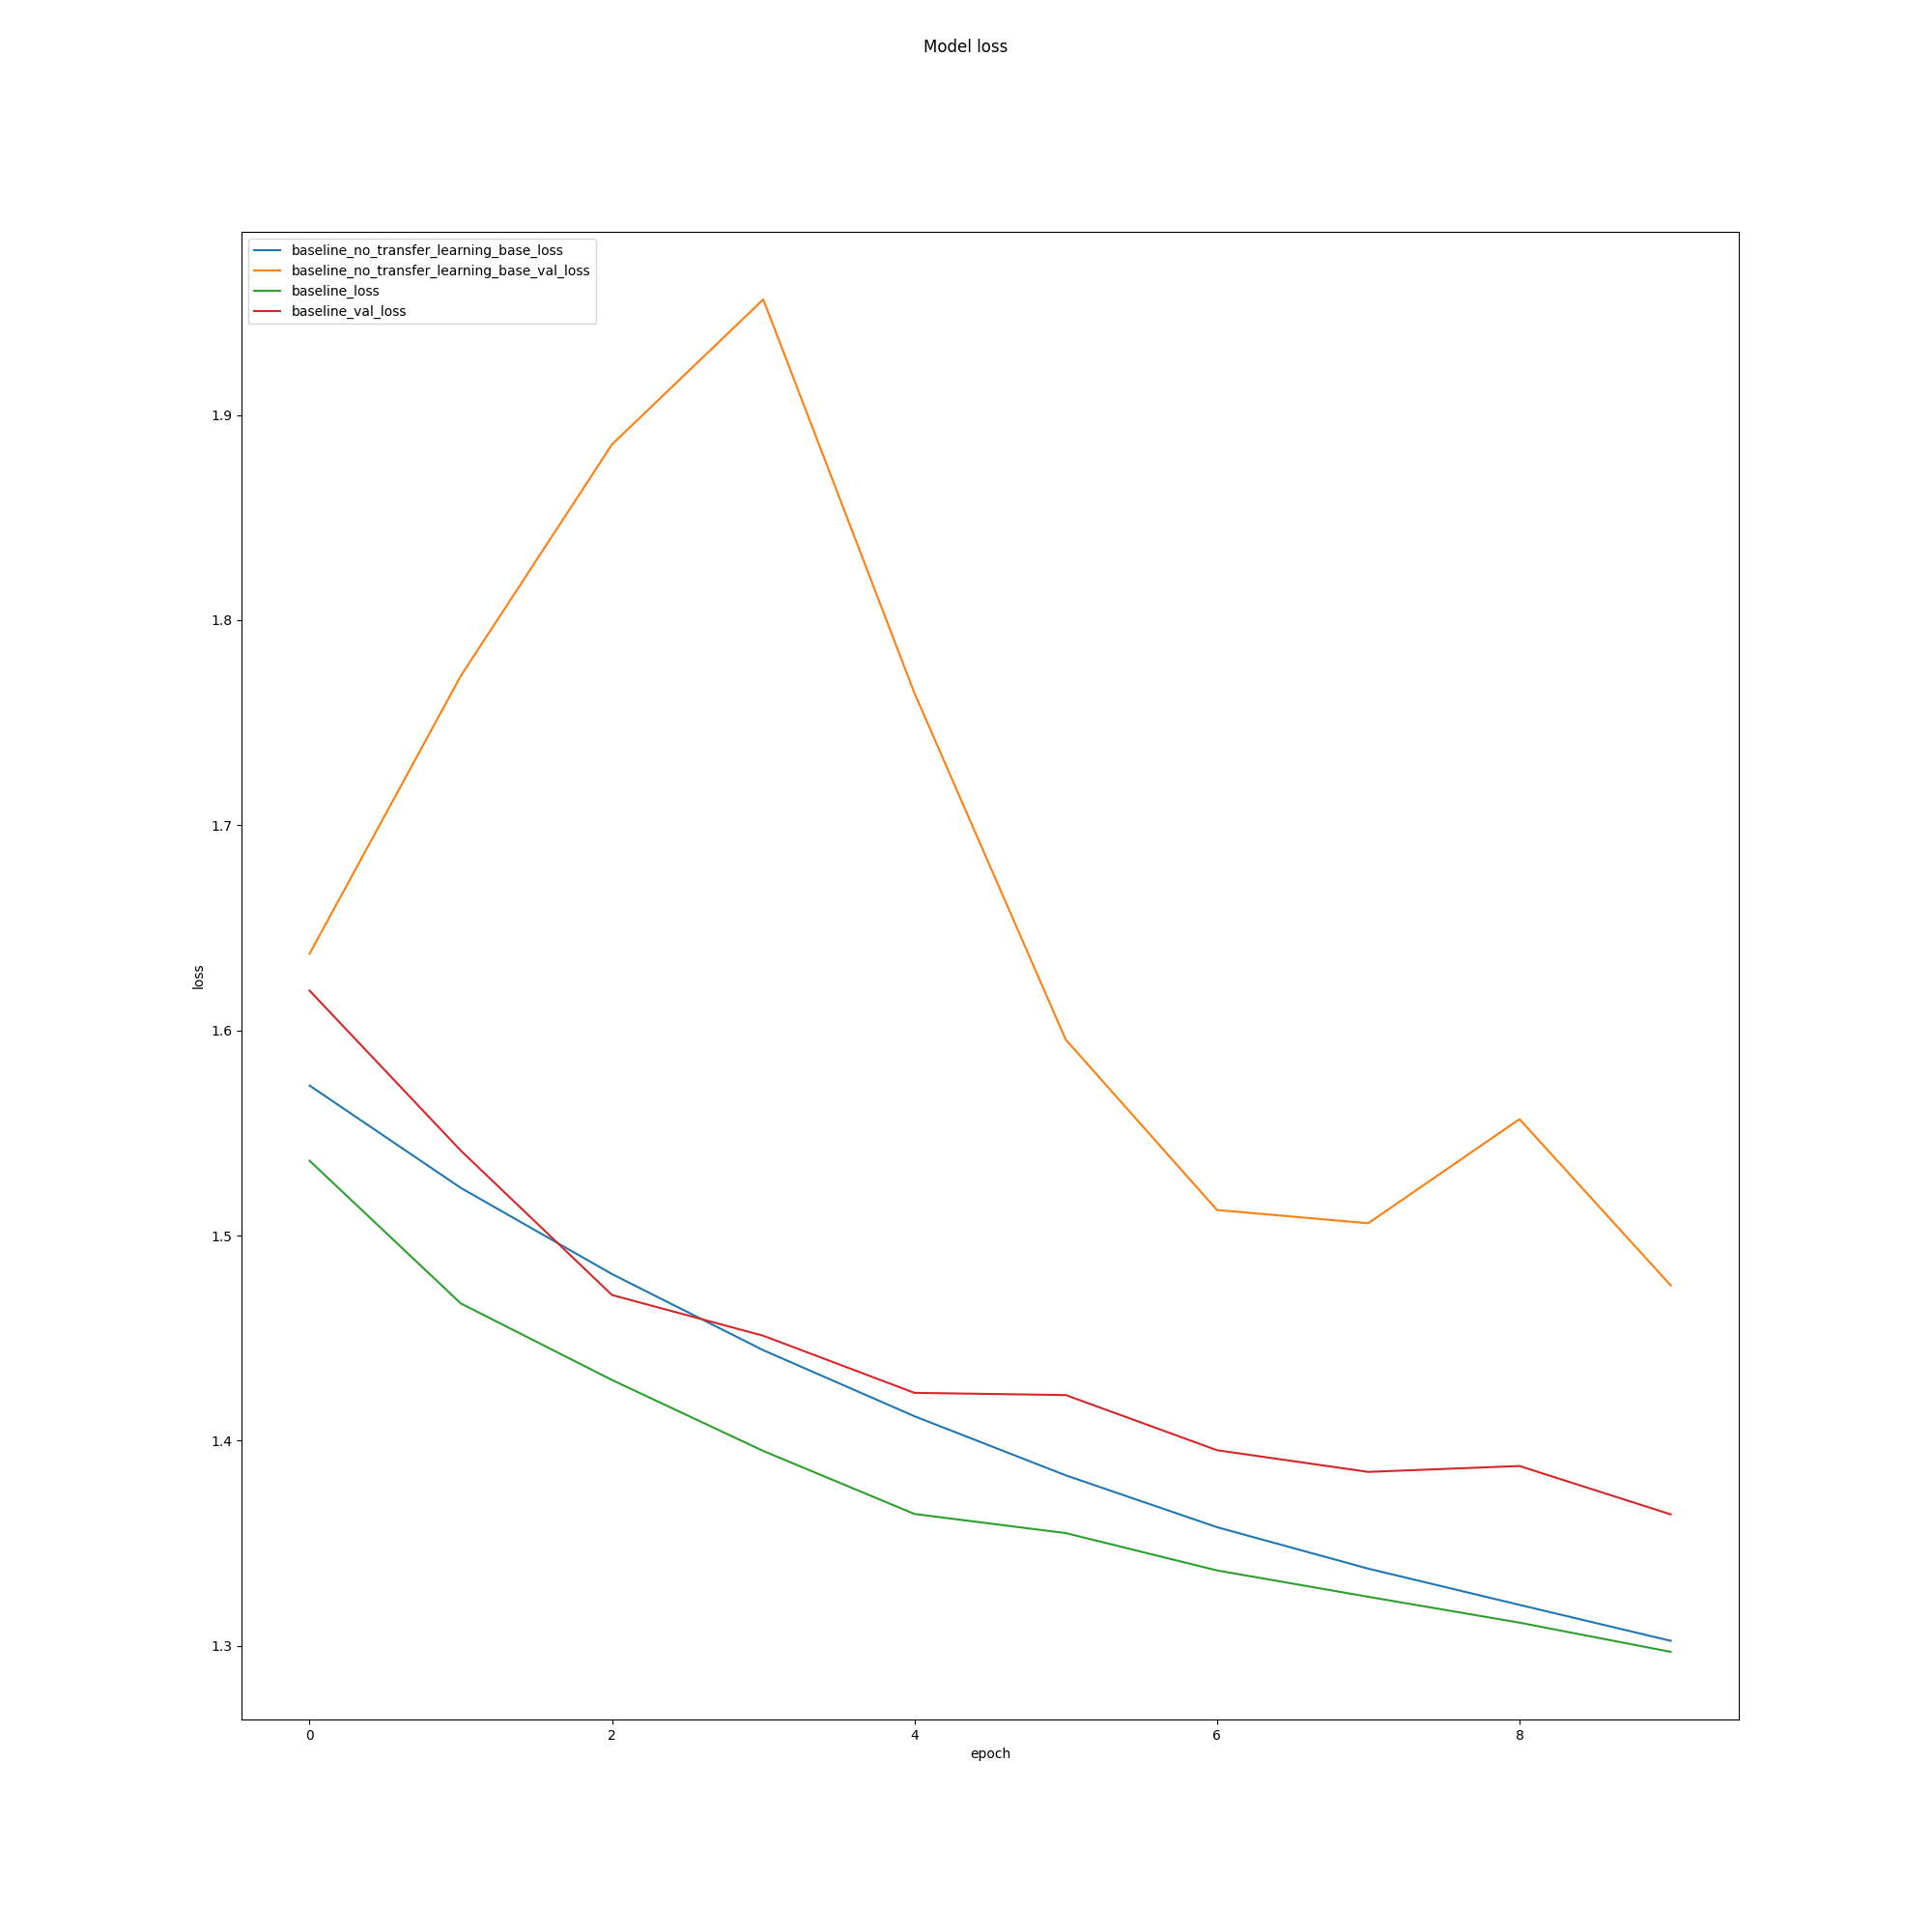 Model loss
baseline_no_transfer_learning_base_loss
baseline_no_transfer_learning_base_val_loss
baseline_loss
baseline_val_loss
1.9
1.8
1.7
1.6
1.5
1.4
1.3
loss
0 2 4 6 8
epoch